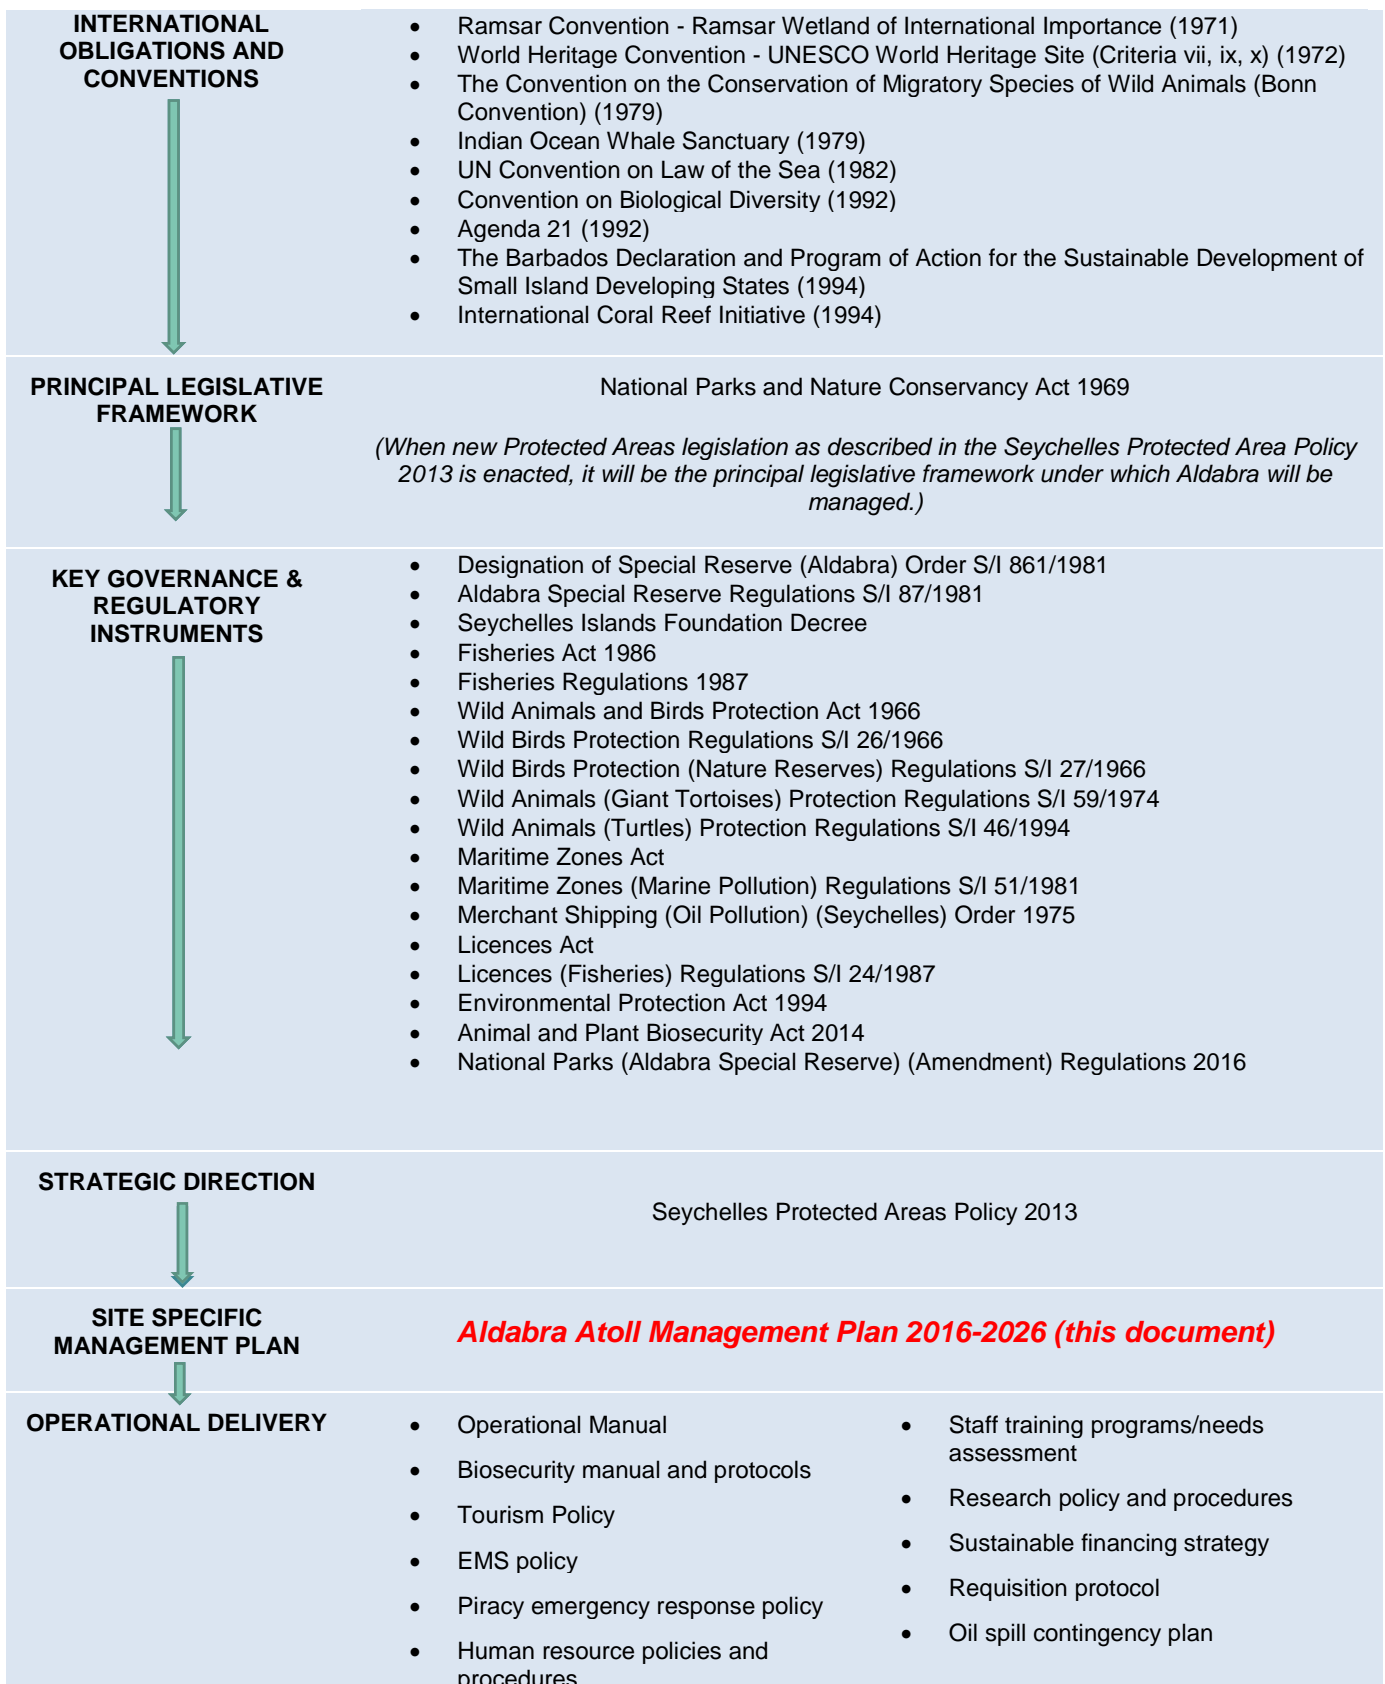 INTERNATIONAL
OBLIGATIONS AND
CONVENTIONS
• Ramsar Convention - Ramsar Wetland of International Importance (1971)
• World Heritage Convention - UNESCO World Heritage Site (Criteria vii, ix, x) (1972)
• The Convention on the Conservation of Migratory Species of Wild Animals (Bonn
Convention) (1979)
• Indian Ocean Whale Sanctuary (1979)
• UN Convention on Law of the Sea (1982)
• Convention on Biological Diversity (1992)
• Agenda 21 (1992)
• The Barbados Declaration and Program of Action for the Sustainable Development of
Small Island Developing States (1994)
• International Coral Reef Initiative (1994)
PRINCIPAL LEGISLATIVE
FRAMEWORK
National Parks and Nature Conservancy Act 1969
(When new Protected Areas legislation as described in the Seychelles Protected Area Policy
2013 is enacted, it will be the principal legislative framework under which Aldabra will be
managed.)
KEY GOVERNANCE &
REGULATORY
INSTRUMENTS
• Designation of Special Reserve (Aldabra) Order S/I 861/1981
• Aldabra Special Reserve Regulations S/I 87/1981
• Seychelles Islands Foundation Decree
• Fisheries Act 1986
• Fisheries Regulations 1987
• Wild Animals and Birds Protection Act 1966
• Wild Birds Protection Regulations S/I 26/1966
• Wild Birds Protection (Nature Reserves) Regulations S/I 27/1966
• Wild Animals (Giant Tortoises) Protection Regulations S/I 59/1974
• Wild Animals (Turtles) Protection Regulations S/I 46/1994
• Maritime Zones Act
• Maritime Zones (Marine Pollution) Regulations S/I 51/1981
• Merchant Shipping (Oil Pollution) (Seychelles) Order 1975
• Licences Act
• Licences (Fisheries) Regulations S/I 24/1987
• Environmental Protection Act 1994
• Animal and Plant Biosecurity Act 2014
• National Parks (Aldabra Special Reserve) (Amendment) Regulations 2016
STRATEGIC DIRECTION
Seychelles Protected Areas Policy 2013
SITE SPECIFIC
MANAGEMENT PLAN
Aldabra Atoll Management Plan 2016-2026 (this document)
OPERATIONAL DELIVERY
• Operational Manual
• Biosecurity manual and protocols
• Tourism Policy
• EMS policy
• Piracy emergency response policy
• Human resource policies and
procedures
• Staff training programs/needs
assessment
• Research policy and procedures
• Sustainable financing strategy
• Requisition protocol
• Oil spill contingency plan